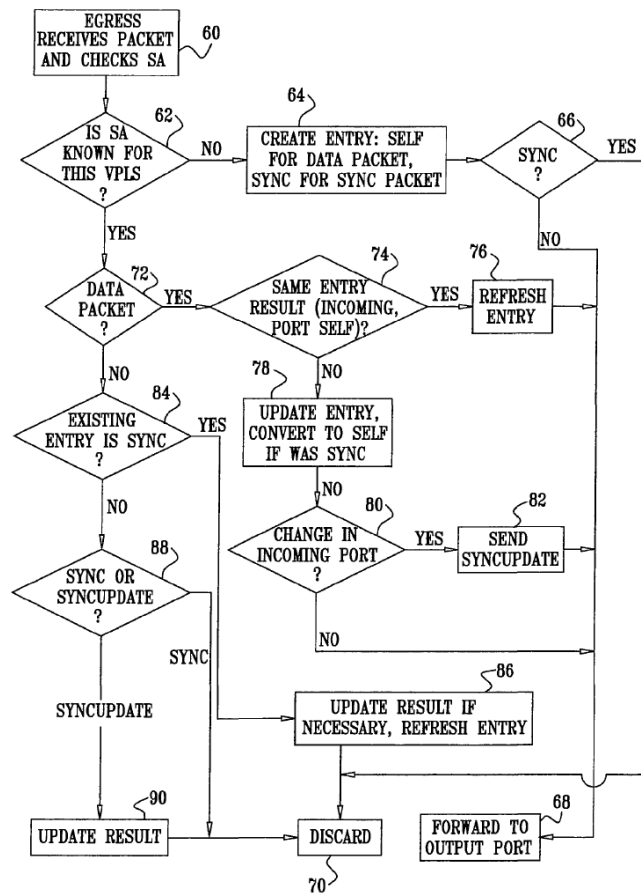 EGRESS
RECEIVES PACKET
AND CHECKS SA
60
IS SA
KNOWN FOR
THIS VPLS
?
62
NO
64
CREATE ENTRY: SELF
FOR DATA PACKET,
SYNC FOR SYNC PACKET
66
SYNC
?
YES
NO
YES
72
DATA
PACKET
?
YES
74
SAME ENTRY
RESULT (INCOMING,
PORT SELF)?
YES
76
REFRESH
ENTRY
NO
NO
78
UPDATE ENTRY,
CONVERT TO SELF
IF WAS SYNC
84
EXISTING
ENTRY IS SYNC
?
YES
NO
NO
80
CHANGE IN
INCOMING PORT
?
YES
82
SEND
SYNCUPDATE
NO
88
SYNC OR
SYNCUPDATE
?
SYNC
SYNCUPDATE
86
UPDATE RESULT IF
NECESSARY, REFRESH ENTRY
90
UPDATE RESULT
DISCARD
70
68
FORWARD TO
OUTPUT PORT